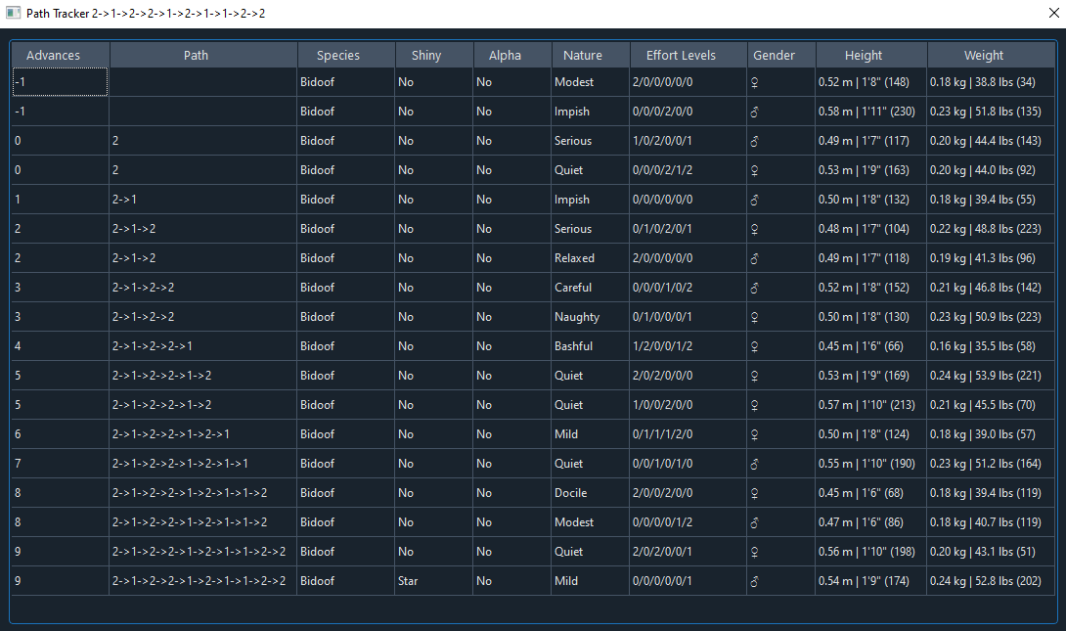 Path Tracker 2->1->2->2->1->2->1->1->2->2
Advances Path Species Shiny Alpha Nature Effort Levels Gender Height Weight
-1 Bidoof No No Modest 2/0/0/0/0/0 ♀ 0.52 m | 1'8" (148) 0.18 kg | 38.8 lbs (34)
-1 Bidoof No No Impish 0/0/0/2/0/0 ♂ 0.58 m | 1'11" (230) 0.23 kg | 51.8 lbs (135)
0 2 Bidoof No No Serious 1/0/2/0/0/1 ♂ 0.49 m | 1'7" (117) 0.20 kg | 44.4 lbs (143)
0 2 Bidoof No No Quiet 0/0/0/2/1/2 ♀ 0.53 m | 1'9" (163) 0.20 kg | 44.0 lbs (92)
1 2->1 Bidoof No No Impish 0/0/0/0/0/0 ♂ 0.50 m | 1'8" (132) 0.18 kg | 39.4 lbs (55)
2 2->1->2 Bidoof No No Serious 0/1/0/2/0/1 ♀ 0.48 m | 1'7" (104) 0.22 kg | 48.8 lbs (223)
2 2->1->2 Bidoof No No Relaxed 2/0/0/0/0/0 ♂ 0.49 m | 1'7" (118) 0.19 kg | 41.3 lbs (96)
3 2->1->2->2 Bidoof No No Careful 0/0/0/1/0/2 ♂ 0.52 m | 1'8" (152) 0.21 kg | 46.8 lbs (142)
3 2->1->2->2 Bidoof No No Naughty 0/1/0/0/0/1 ♀ 0.50 m | 1'8" (130) 0.23 kg | 50.9 lbs (223)
4 2->1->2->2->1 Bidoof No No Bashful 1/2/0/0/1/2 ♀ 0.45 m | 1'6" (66) 0.16 kg | 35.5 lbs (58)
5 2->1->2->2->1->2 Bidoof No No Quiet 2/0/2/0/0/0 ♀ 0.53 m | 1'9" (169) 0.24 kg | 53.9 lbs (221)
5 2->1->2->2->1->2 Bidoof No No Quiet 1/0/0/2/0/0 ♀ 0.57 m | 1'10" (213) 0.21 kg | 45.5 lbs (70)
6 2->1->2->2->1->2->1 Bidoof No No Mild 0/1/1/1/2/0 ♀ 0.50 m | 1'8" (124) 0.18 kg | 39.0 lbs (57)
7 2->1->2->2->1->2->1->1 Bidoof No No Quiet 0/0/1/0/1/0 ♂ 0.55 m | 1'10" (190) 0.23 kg | 51.2 lbs (164)
8 2->1->2->2->1->2->1->1->2 Bidoof No No Docile 2/0/0/2/0/0 ♀ 0.45 m | 1'6" (68) 0.18 kg | 39.4 lbs (119)
8 2->1->2->2->1->2->1->1->2 Bidoof No No Modest 0/0/0/0/1/2 ♂ 0.47 m | 1'6" (86) 0.18 kg | 40.7 lbs (119)
9 2->1->2->2->1->2->1->1->2->2 Bidoof No No Quiet 2/0/2/0/0/1 ♀ 0.56 m | 1'10" (198) 0.20 kg | 43.1 lbs (51)
9 2->1->2->2->1->2->1->1->2->2 Bidoof Star No Mild 0/0/0/0/0/1 ♂ 0.54 m | 1'9" (174) 0.24 kg | 52.8 lbs (202)